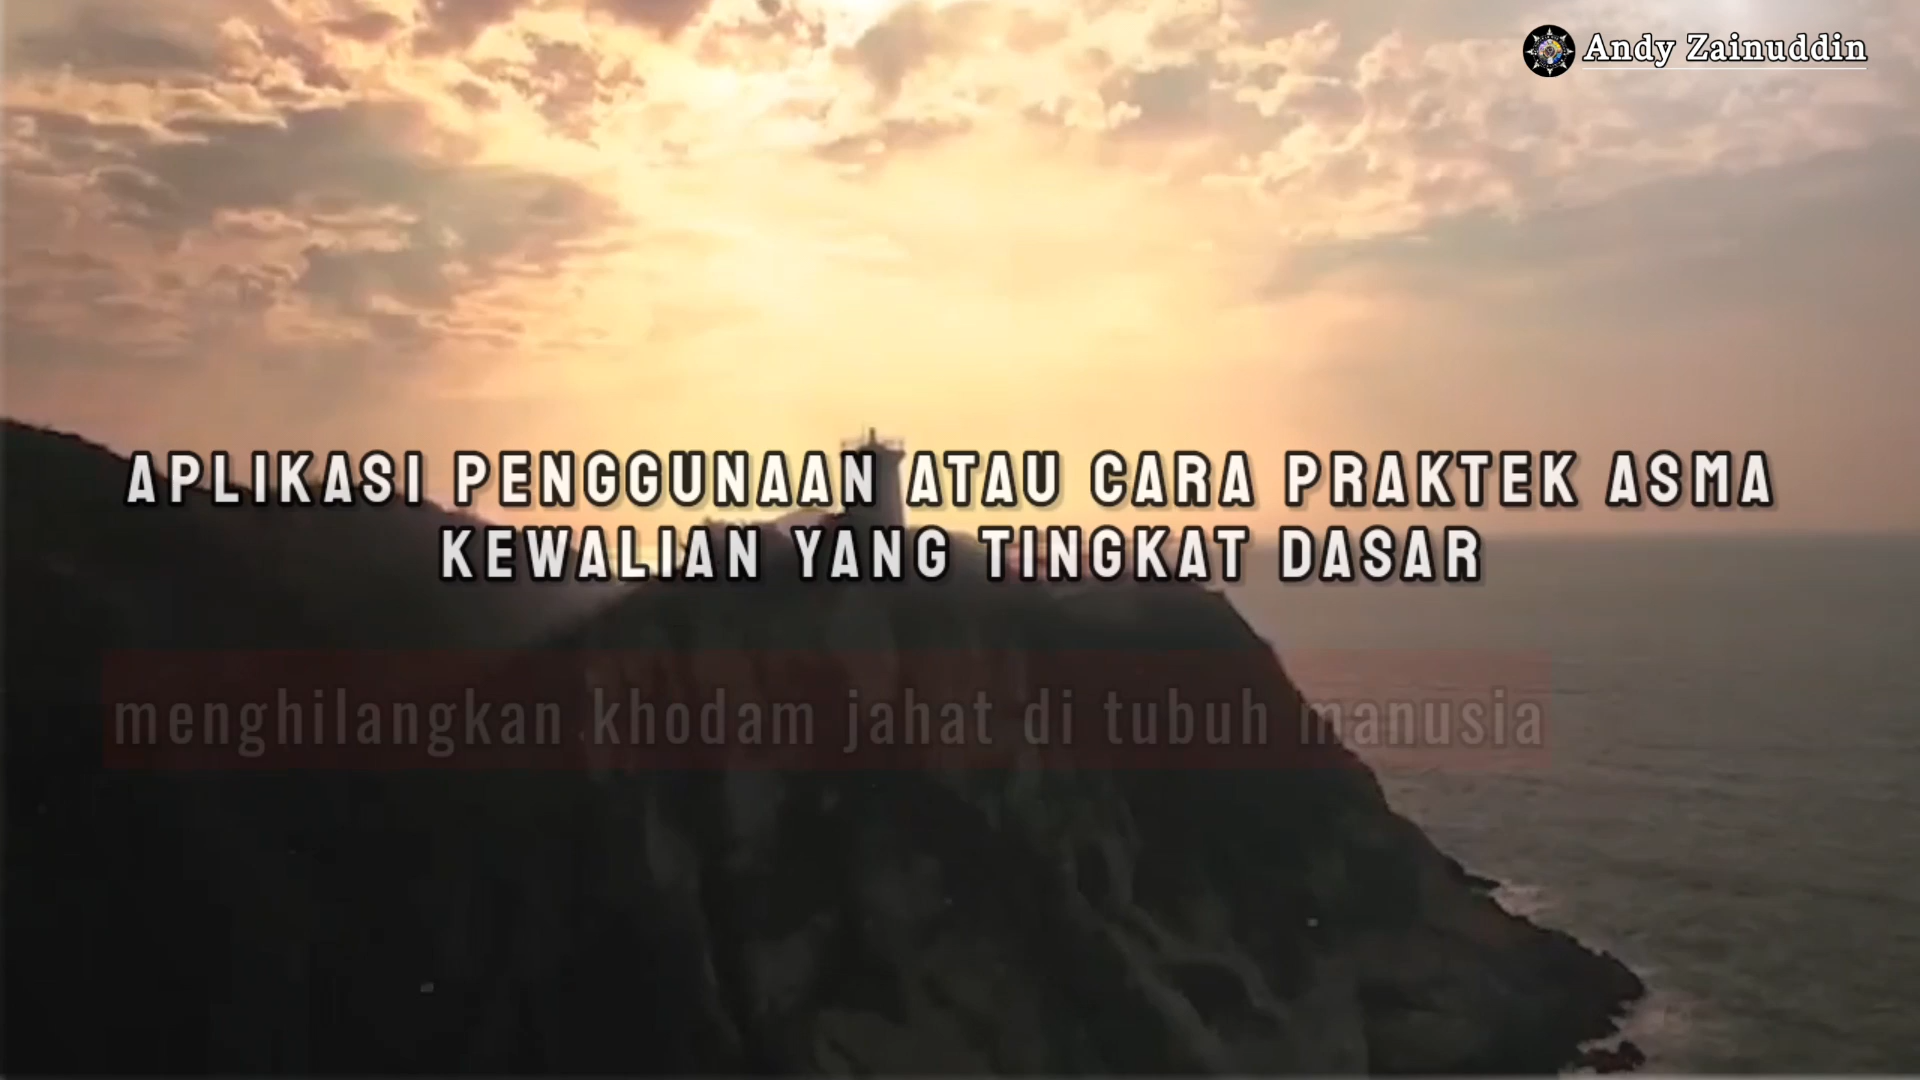 Andy Zainuddin
APLIKASI PENGGUNAAN ATAU CARA PRAKTEK ASMA
KEWALIAN YANG TINGKAT DASAR
menghilangkan khodam jahat di tubuh manusia